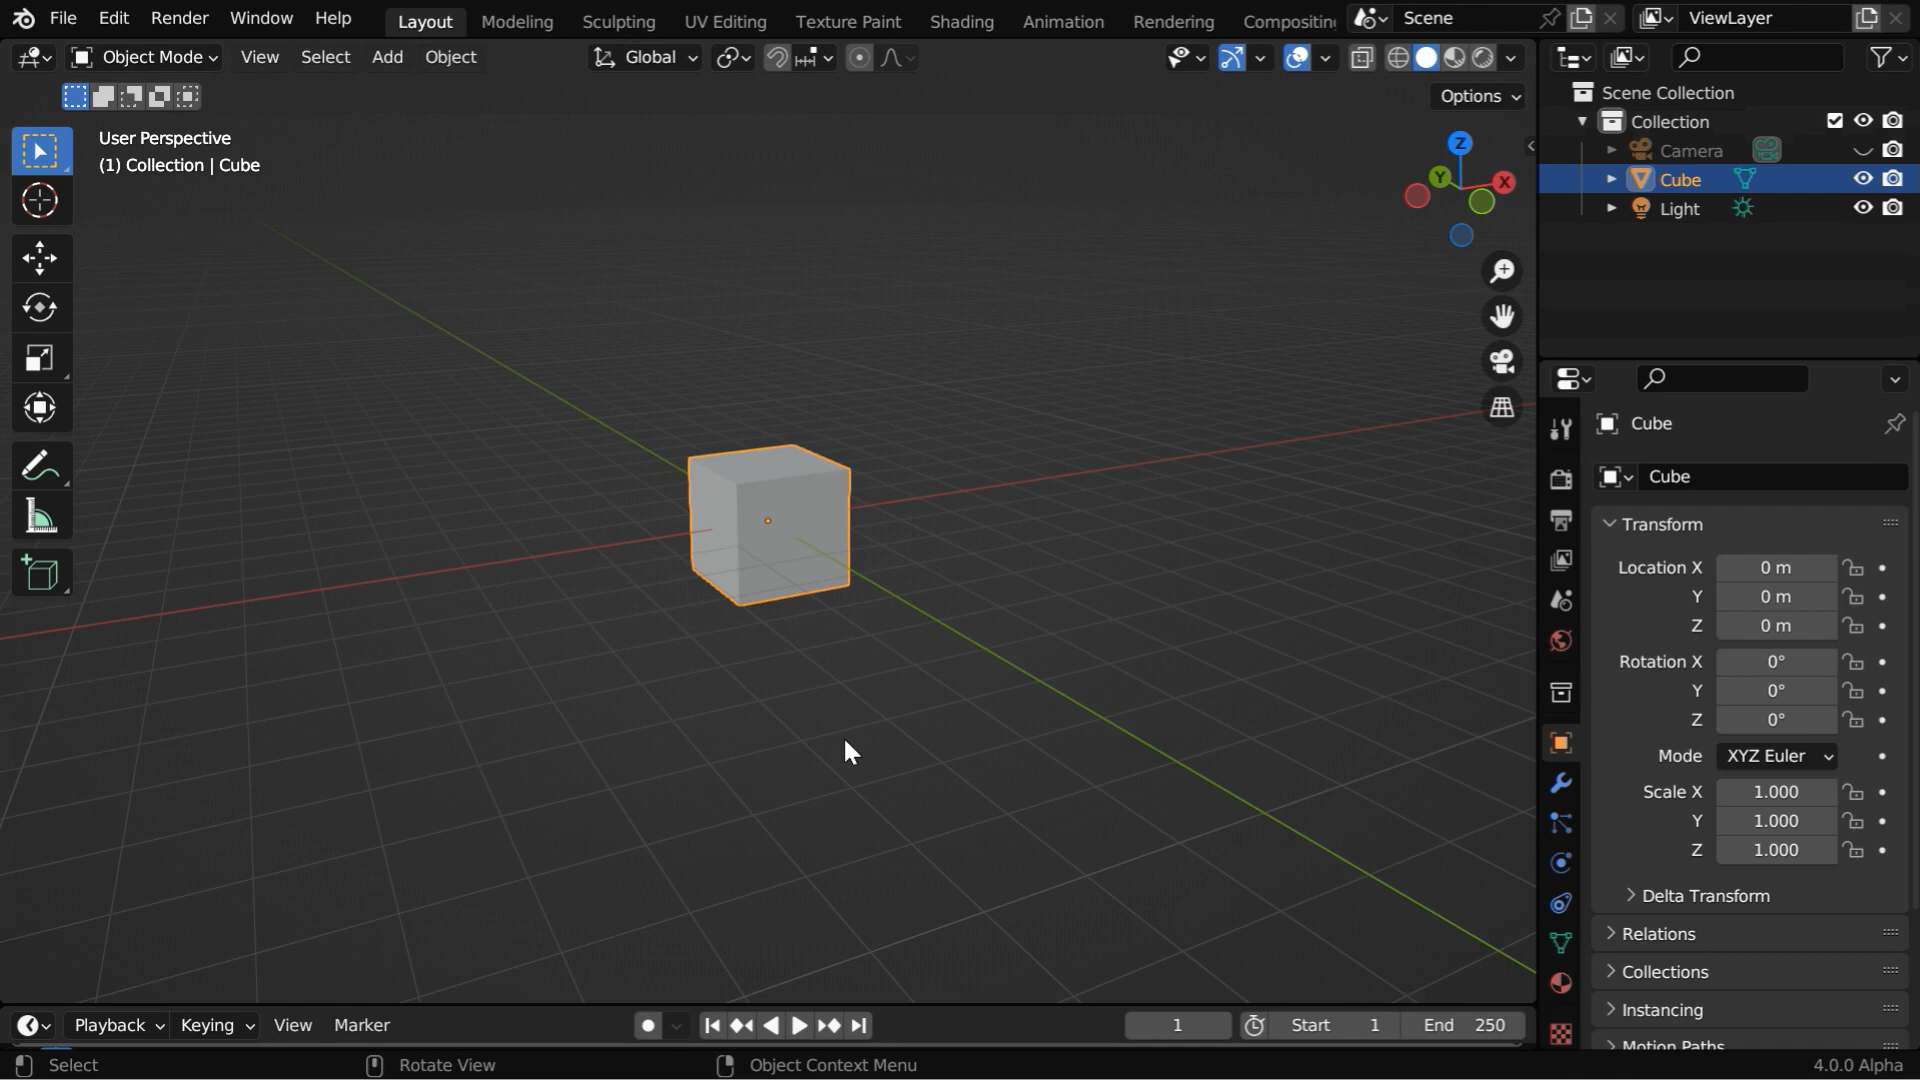 File Edit Render Window Help Layout Modeling Sculpting UV Editing Texture Paint Shading Animation Rendering Compositing Scene ViewLayer
Object Mode View Select Add Object Global
Options
User Perspective
(1) Collection | Cube
Z
Y
X
Scene Collection
Collection
Camera
Cube
Light
Cube
Cube
Transform
Location X 0 m
Y 0 m
Z 0 m
Rotation X 0°
Y 0°
Z 0°
Mode XYZ Euler
Scale X 1.000
Y 1.000
Z 1.000
Delta Transform
Relations
Collections
Instancing
Motion Paths
Playback Keying View Marker 1 Start 1 End 250
Select Rotate View Object Context Menu 4.0.0 Alpha